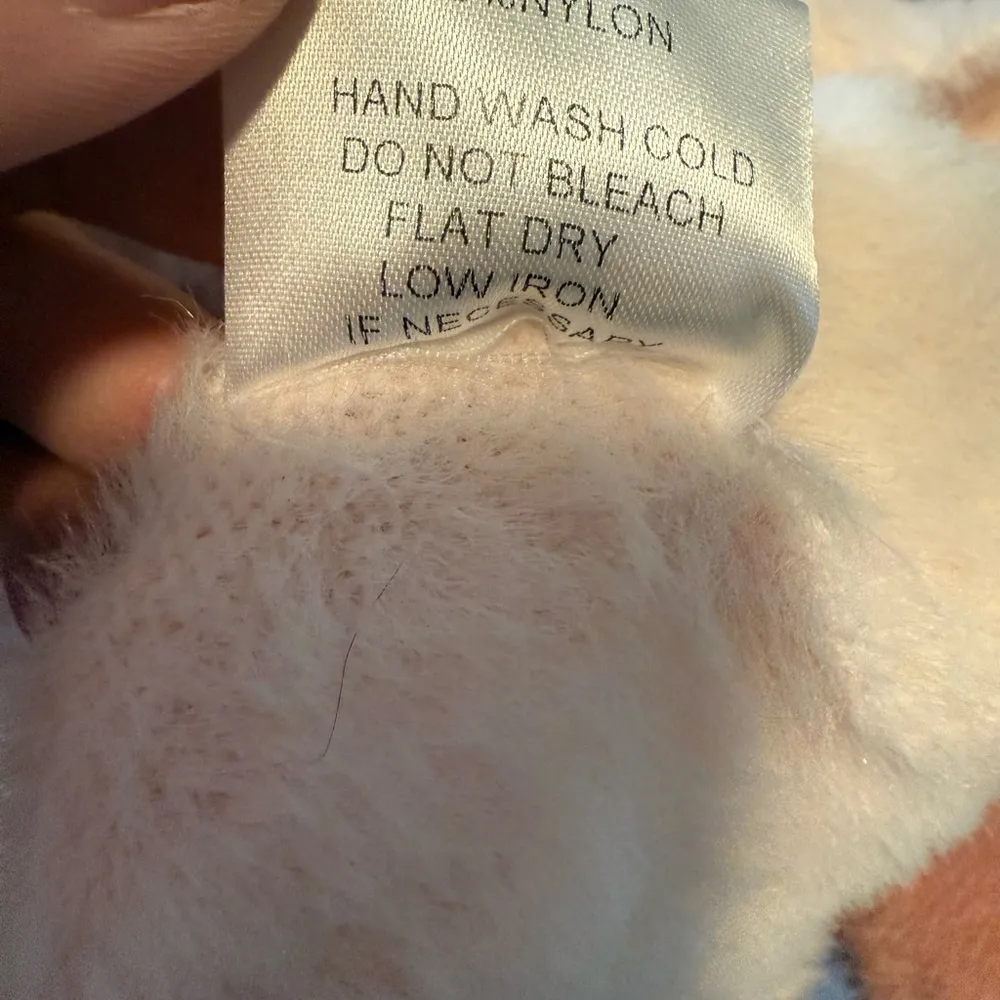 NYLON
HAND WASH COLD
DO NOT BLEACH
FLAT DRY
LOW IRON
IF NECESSARY